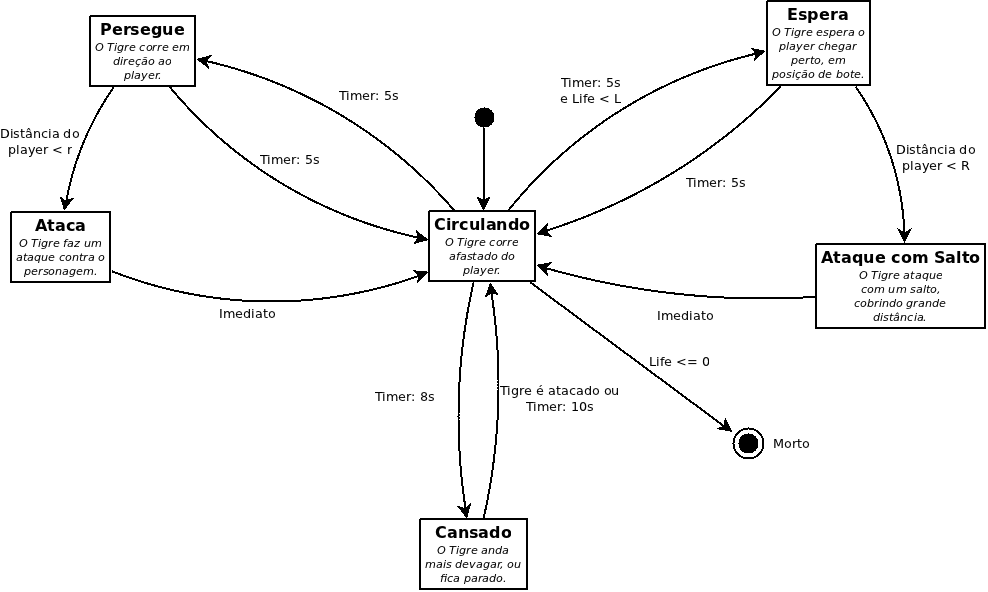 Persegue
O Tigre corre em
direção ao
player.
Espera
O Tigre espera o
player chegar
perto, em
posição de bote.
Timer: 5s
Timer: 5s
e Life < L
Distância do
player < r
Timer: 5s
Timer: 5s
Distância do
player < R
Ataca
O Tigre faz um
ataque contra o
personagem.
Circulando
O Tigre corre
afastado do
player.
Ataque com Salto
O Tigre ataque
com um salto,
cobrindo grande
distância.
Imediato
Imediato
Life <= 0
Timer: 8s
Tigre é atacado ou
Timer: 10s
Morto
Cansado
O Tigre anda
mais devagar, ou
fica parado.